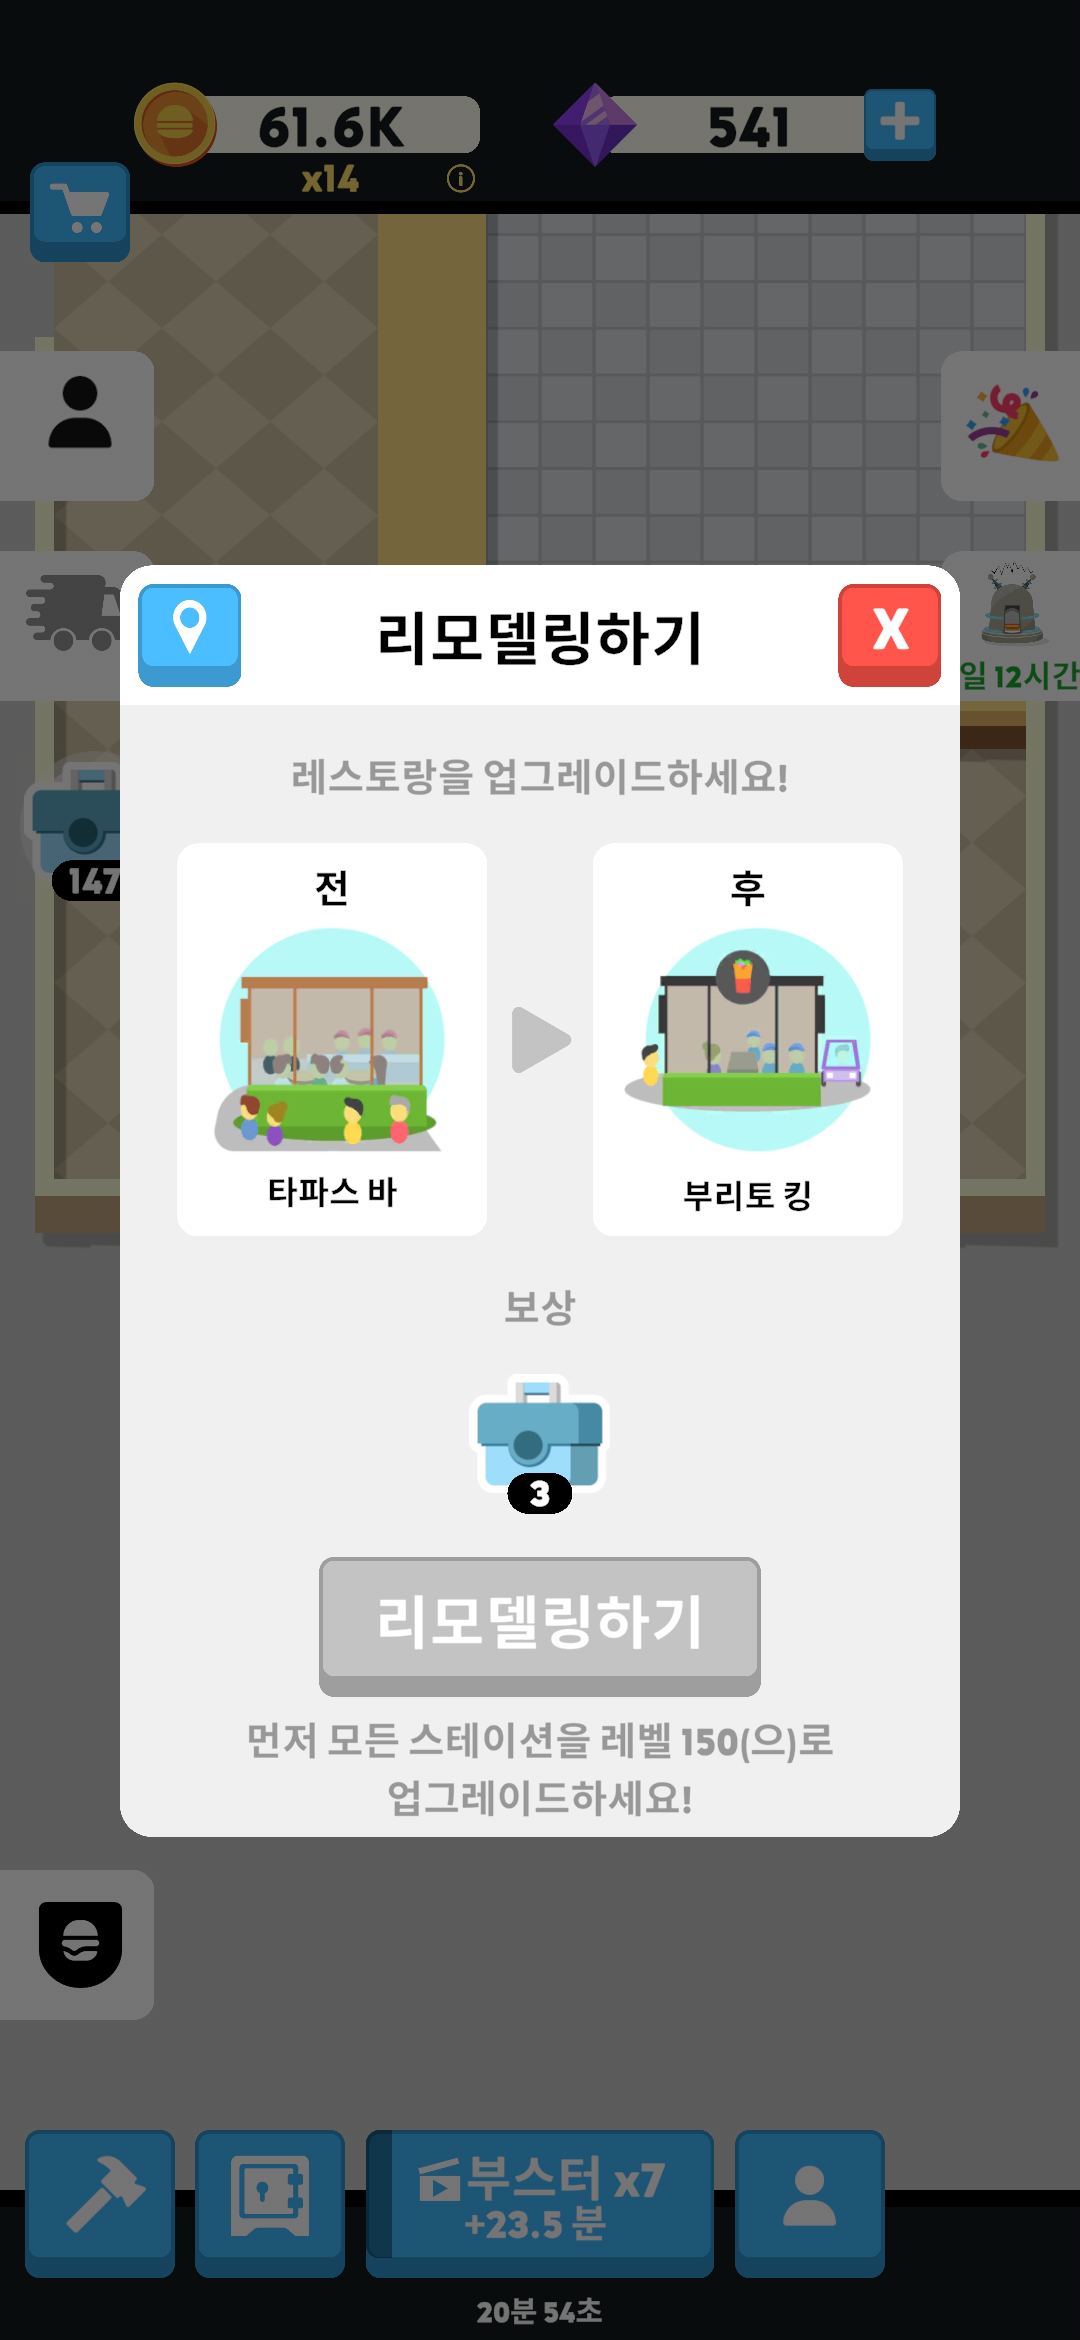 61.6K
541
x14
리모델링하기
X
일 12시간
레스토랑을 업그레이드하세요!
147
전
후
타파스 바
부리토 킹
보상
3
리모델링하기
먼저 모든 스테이션을 레벨 150(으)로
업그레이드하세요!
부스터 x7
+23.5 분
20분 54초